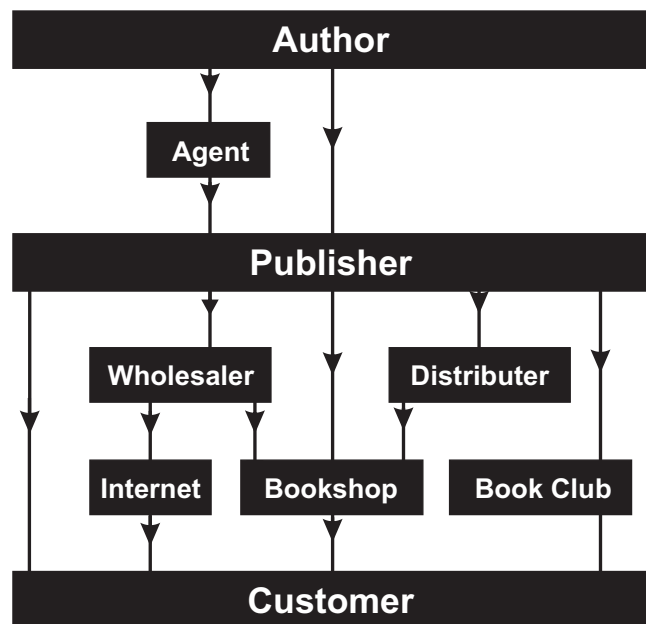 Author
Agent
Publisher
Wholesaler
Distributer
Internet
Bookshop
Book Club
Customer